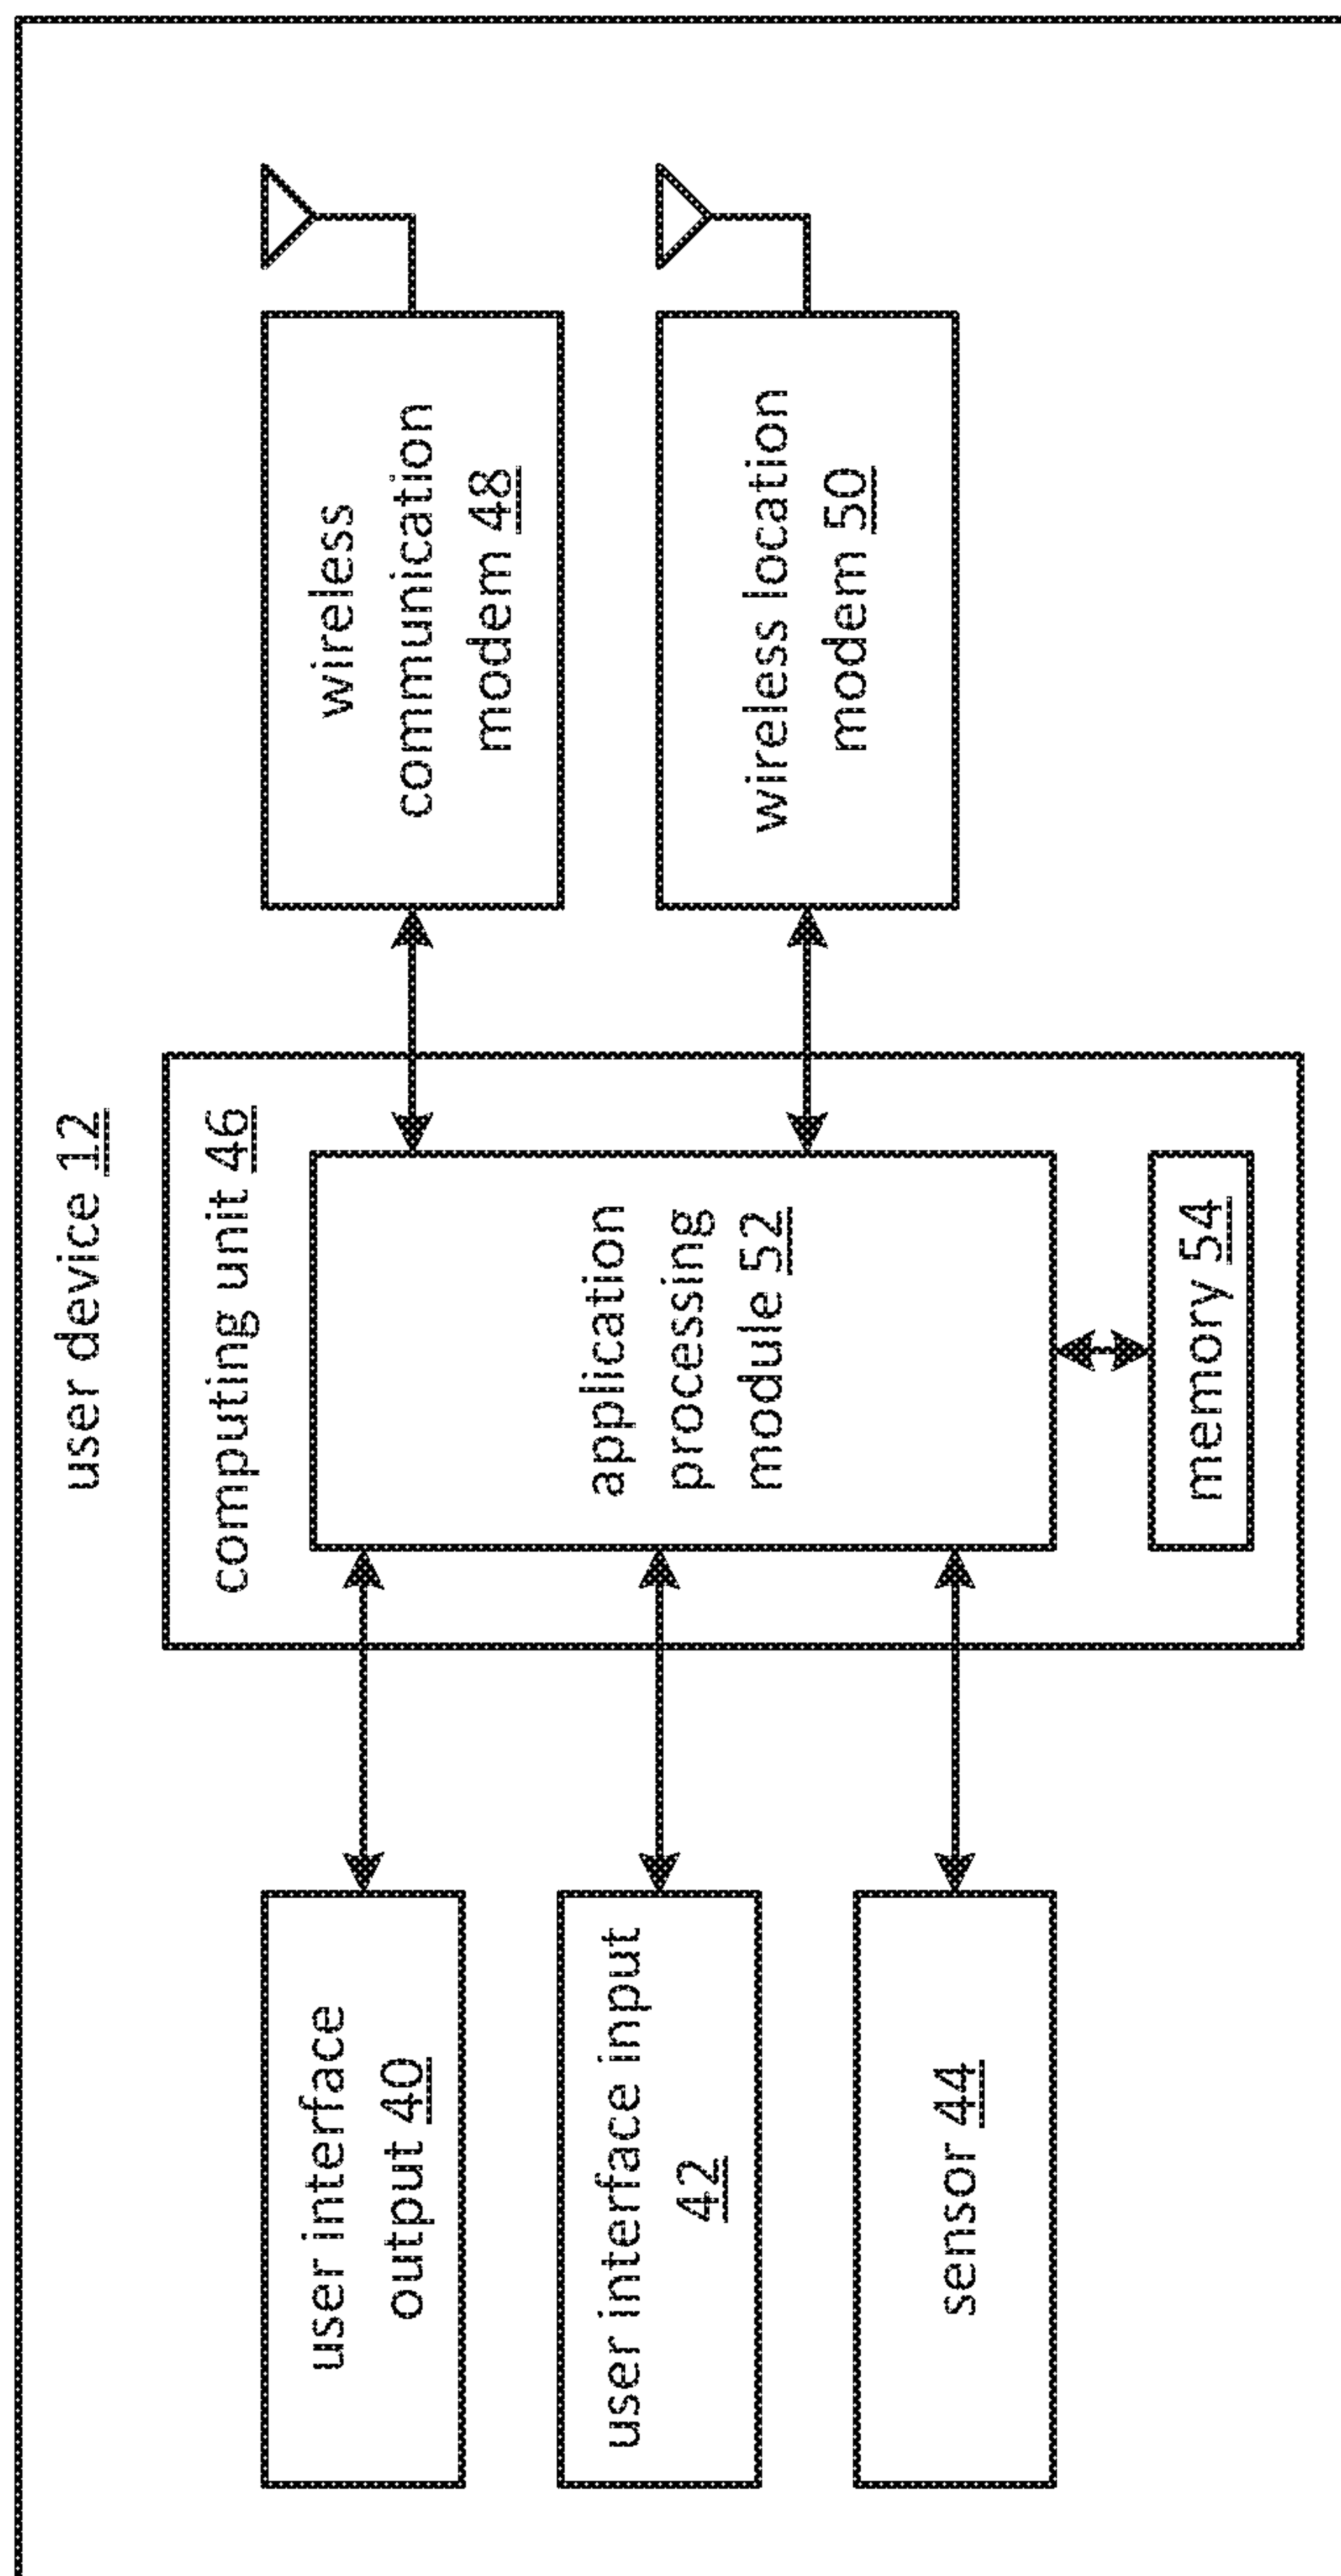 user device 12
computing unit 46
user interface
output 40
user interface input
42
sensor 44
application
processing
module 52
memory 54
wireless
communication
modem 48
wireless location
modem 50